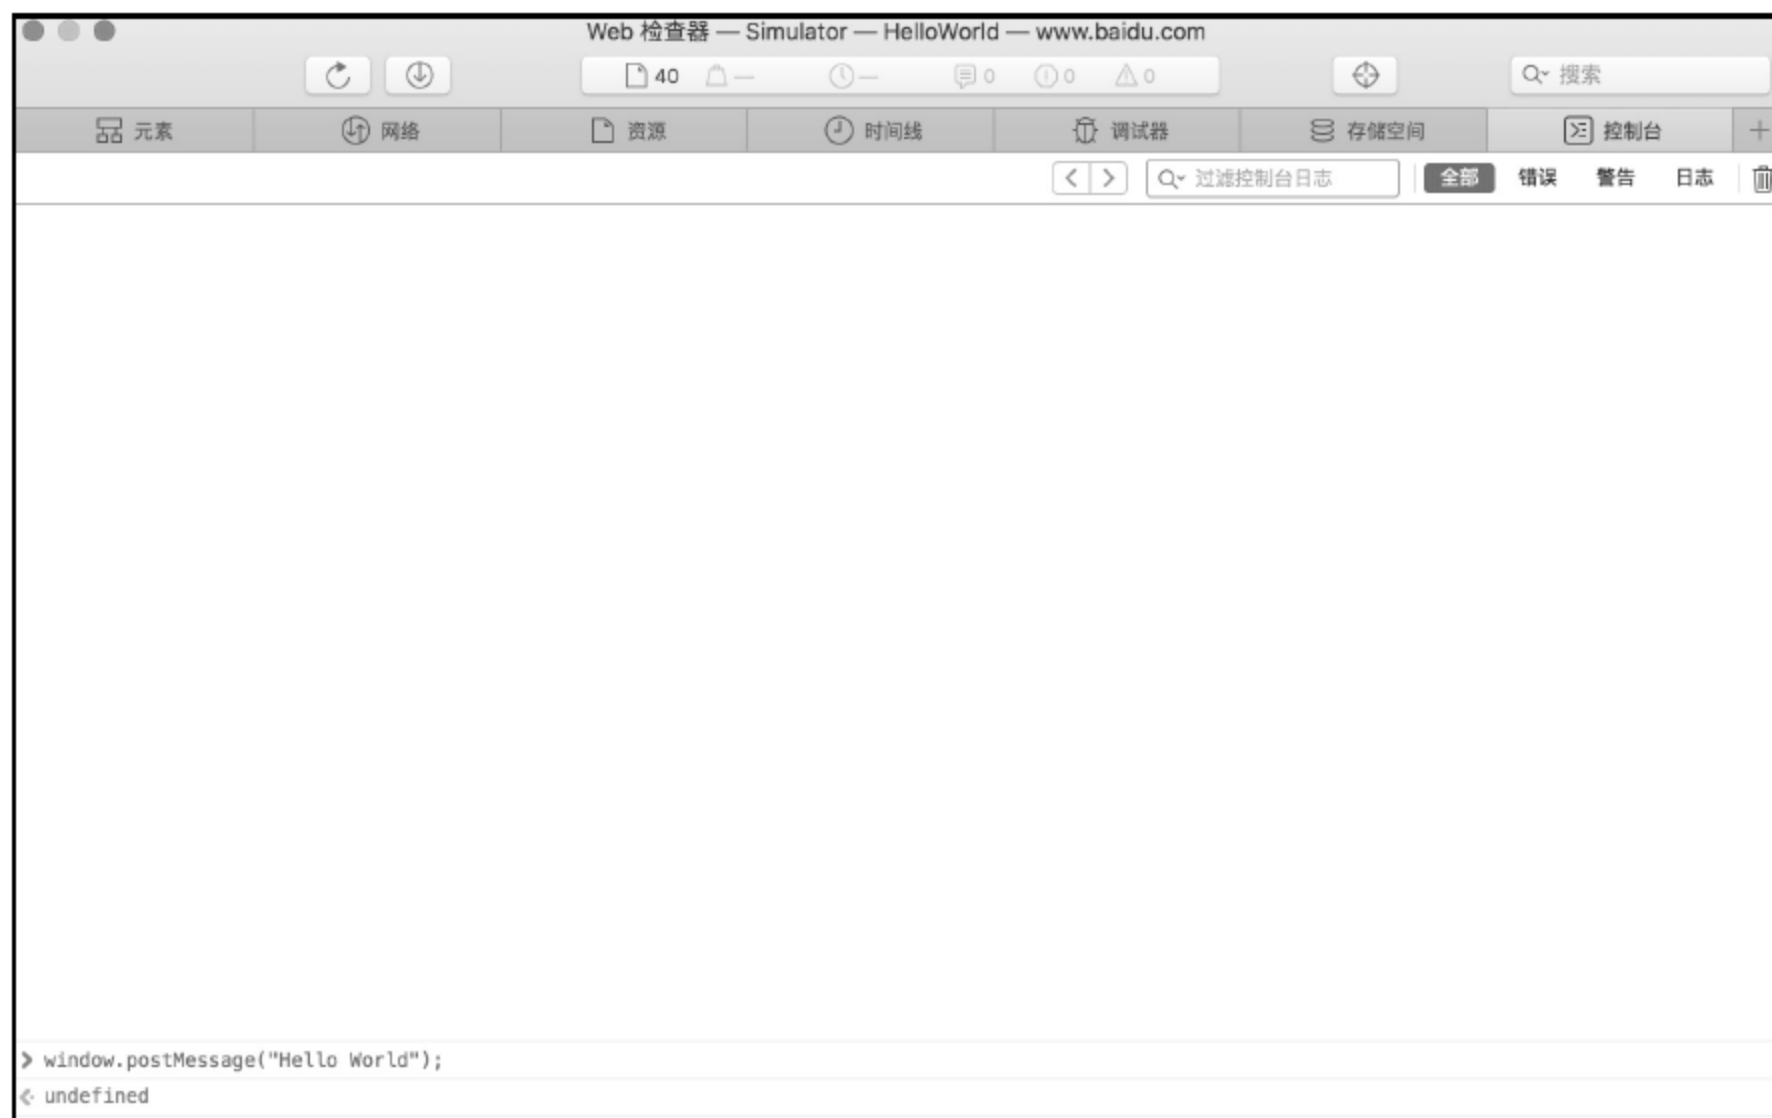 Web 检查器 — Simulator — HelloWorld — www.baidu.com
40 — — 0 0 0 搜索
元素 网络 资源 时间线 调试器 存储空间 控制台 +
过滤控制台日志 全部 错误 警告 日志
> window.postMessage("Hello World");
< undefined